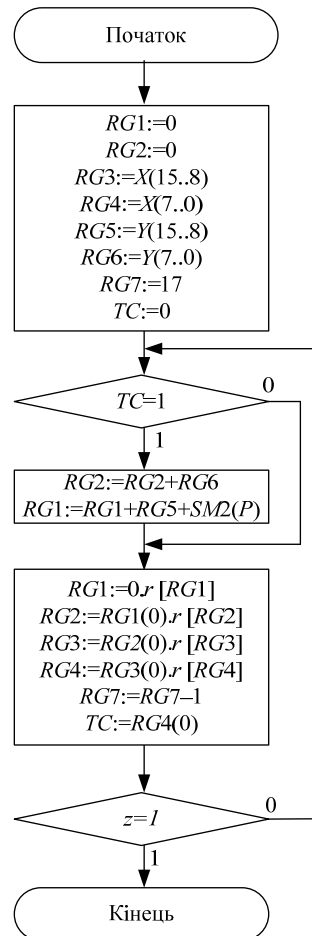 Початок
RG1:=0
RG2:=0
RG3:=X(15..8)
RG4:=X(7..0)
RG5:=Y(15..8)
RG6:=Y(7..0)
RG7:=17
TC:=0
TC=1
0
1
RG2:=RG2+RG6
RG1:=RG1+RG5+SM2(P)
RG1:=0.r [RG1]
RG2:=RG1(0).r [RG2]
RG3:=RG2(0).r [RG3]
RG4:=RG3(0).r [RG4]
RG7:=RG7–1
TC:=RG4(0)
z=1
0
1
Кінець